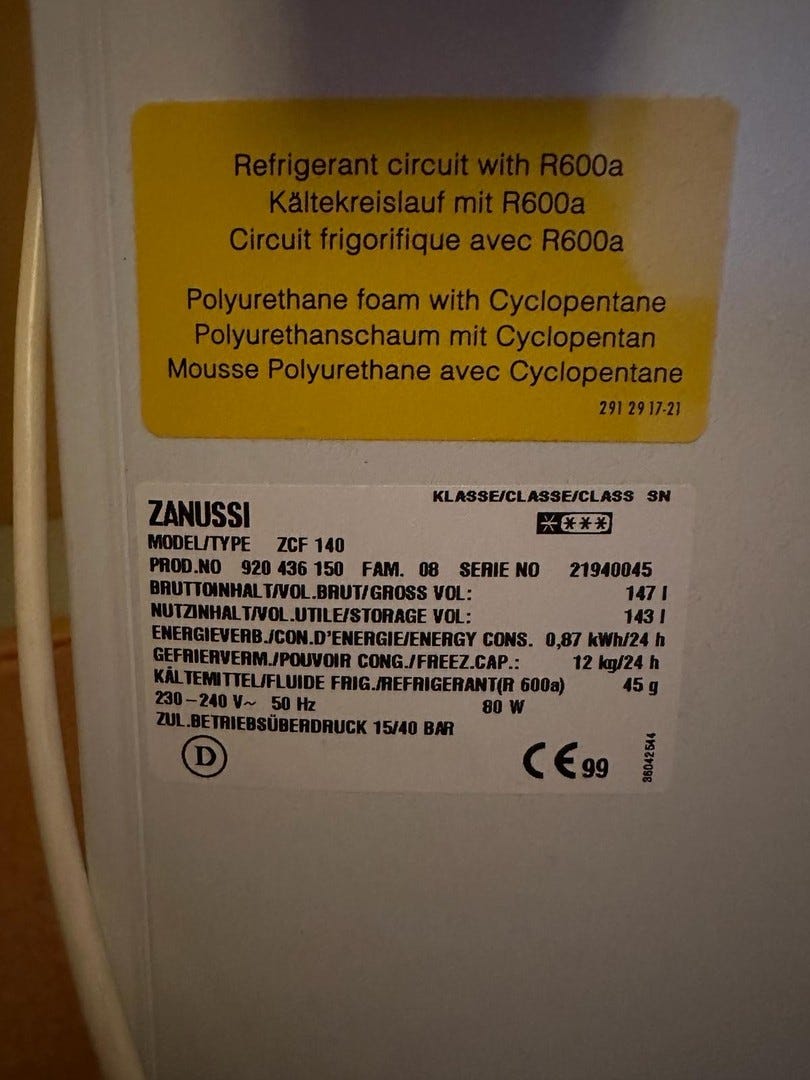 Refrigerant circuit with R600a
Kältekreislauf mit R600a
Circuit frigorifique avec R600a
Polyurethane foam with Cyclopentane
Polyurethanschaum mit Cyclopentan
Mousse Polyurethane avec Cyclopentane
291 29 17-21
KLASSE/CLASSE/CLASS SN
ZANUSSI
MODEL/TYPE ZCF 140
PROD.NO 920 436 150 FAM. 08 SERIE NO 21940045
BRUTTOINHALT/VOL.BRUT/GROSS VOL: 147 l
NUTZINHALT/VOL.UTILE/STORAGE VOL: 143 l
ENERGIEVERB./CON.D'ENERGIE/ENERGY CONS. 0,87 kWh/24 h
GEFRIERVERM./POUVOIR CONG./FREEZ.CAP.: 12 kg/24 h
KÄLTEMITTEL/FLUIDE FRIG./REFRIGERANT(R 600a) 45 g
230-240 V~ 50 Hz 80 W
ZUL.BETRIEBSÜBERDRUCK 15/40 BAR
D CE 99
36042544